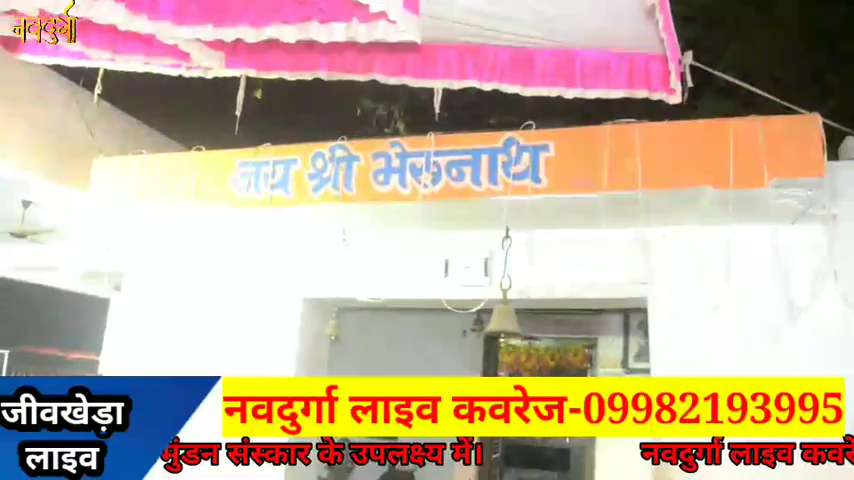 नवदुर्गा
जय श्री भेरुनाथ
नवदुर्गा लाइव कवरेज-09982193995
जीवखेड़ा
लाइव
मुंडन संस्कार के उपलक्ष्य में। नवदुर्गा लाइव कवरे